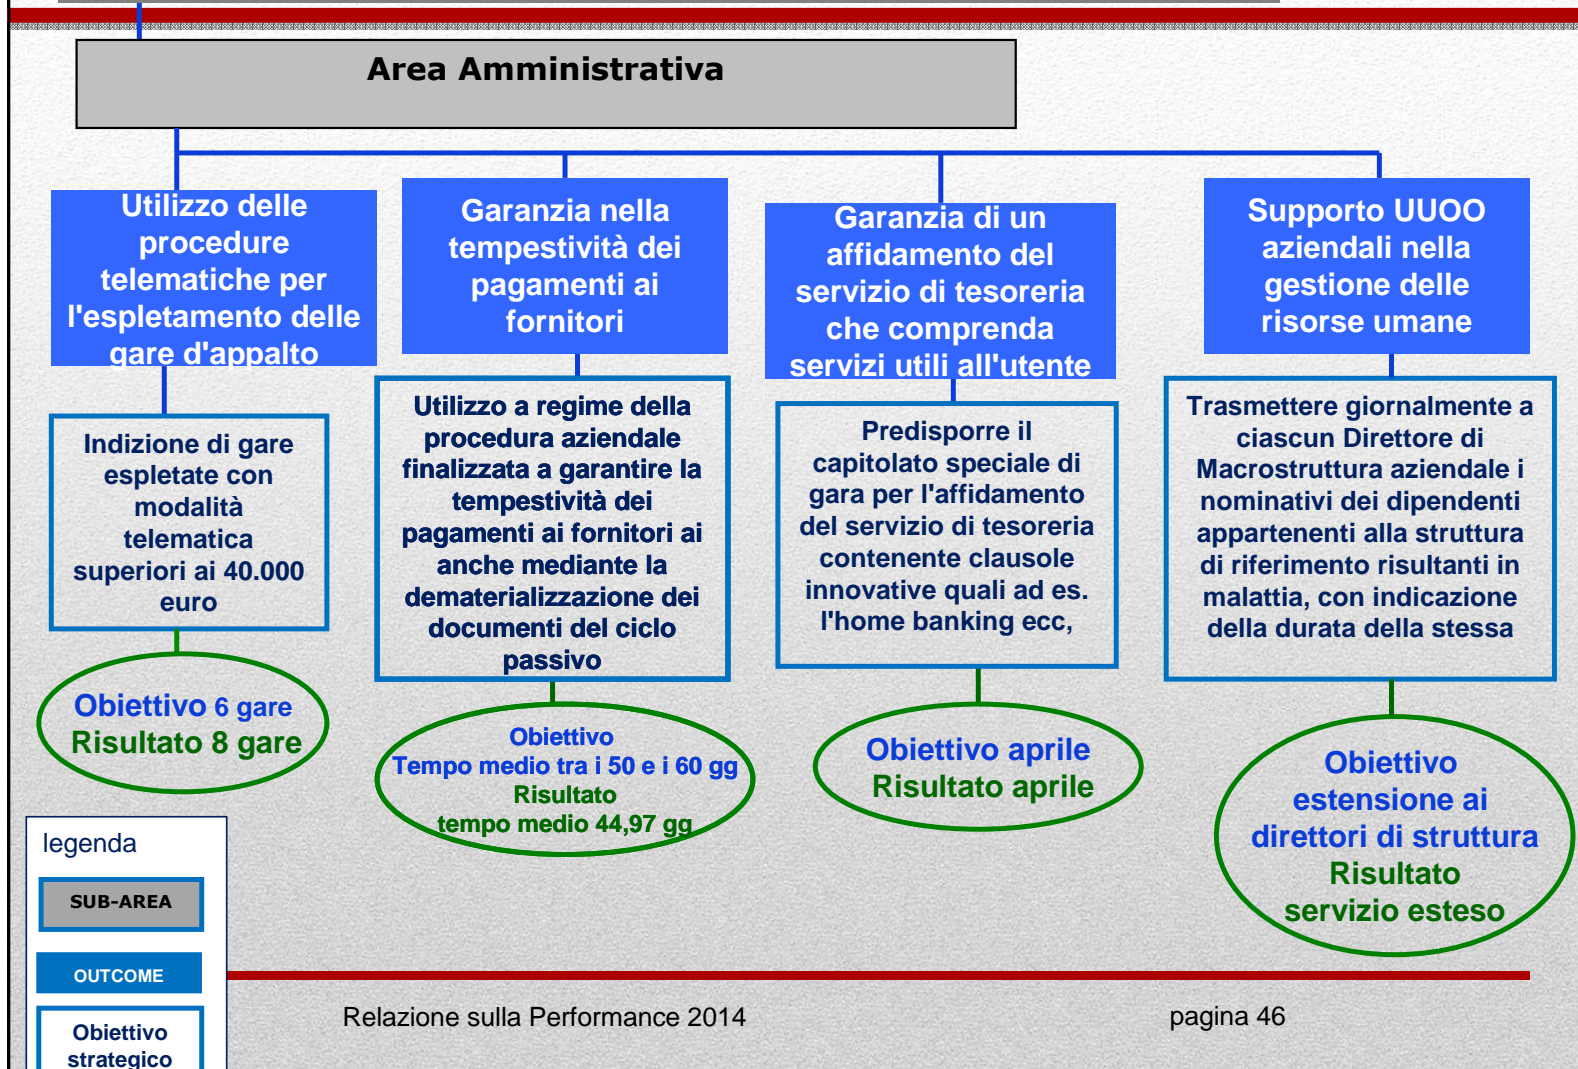 Area Amministrativa
Utilizzo delle
procedure
telematiche per
l'espletamento delle
gare d'appalto
Garanzia nella
tempestività dei
pagamenti ai
fornitori
Garanzia di un
affidamento del
servizio di tesoreria
che comprenda
servizi utili all'utente
Supporto UUOO
aziendali nella
gestione delle
risorse umane
Indizione di gare
espletate con
modalità
telematica
superiori ai 40.000
euro
Utilizzo a regime della
procedura aziendale
finalizzata a garantire la
tempestività dei
pagamenti ai fornitori ai
anche mediante la
dematerializzazione dei
documenti del ciclo
passivo
Predisporre il
capitolato speciale di
gara per l'affidamento
del servizio di tesoreria
contenente clausole
innovative quali ad es.
l'home banking ecc,
Trasmettere giornalmente a
ciascun Direttore di
Macrostruttura aziendale i
nominativi dei dipendenti
appartenenti alla struttura
di riferimento risultanti in
malattia, con indicazione
della durata della stessa
Obiettivo 6 gare
Risultato 8 gare
Obiettivo
Tempo medio tra i 50 e i 60 gg
Risultato
tempo medio 44,97 gg
Obiettivo aprile
Risultato aprile
Obiettivo
estensione ai
direttori di struttura
Risultato
servizio esteso
legenda
SUB-AREA
OUTCOME
Obiettivo
strategico
Relazione sulla Performance 2014
pagina 46